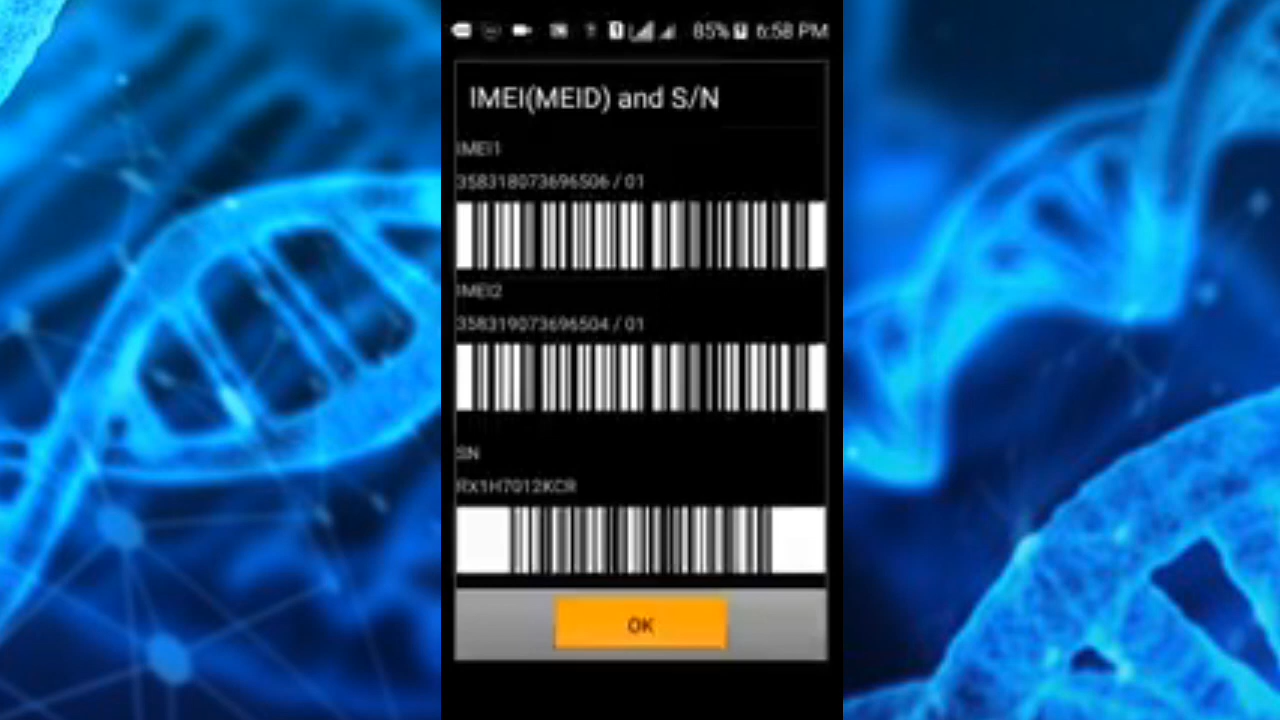 85% 6:58 PM
IMEI(MEID) and S/N
IMEI1
358318073696506 / 01
IMEI2
358319073696504 / 01
SN
RX1H7012KCR
OK